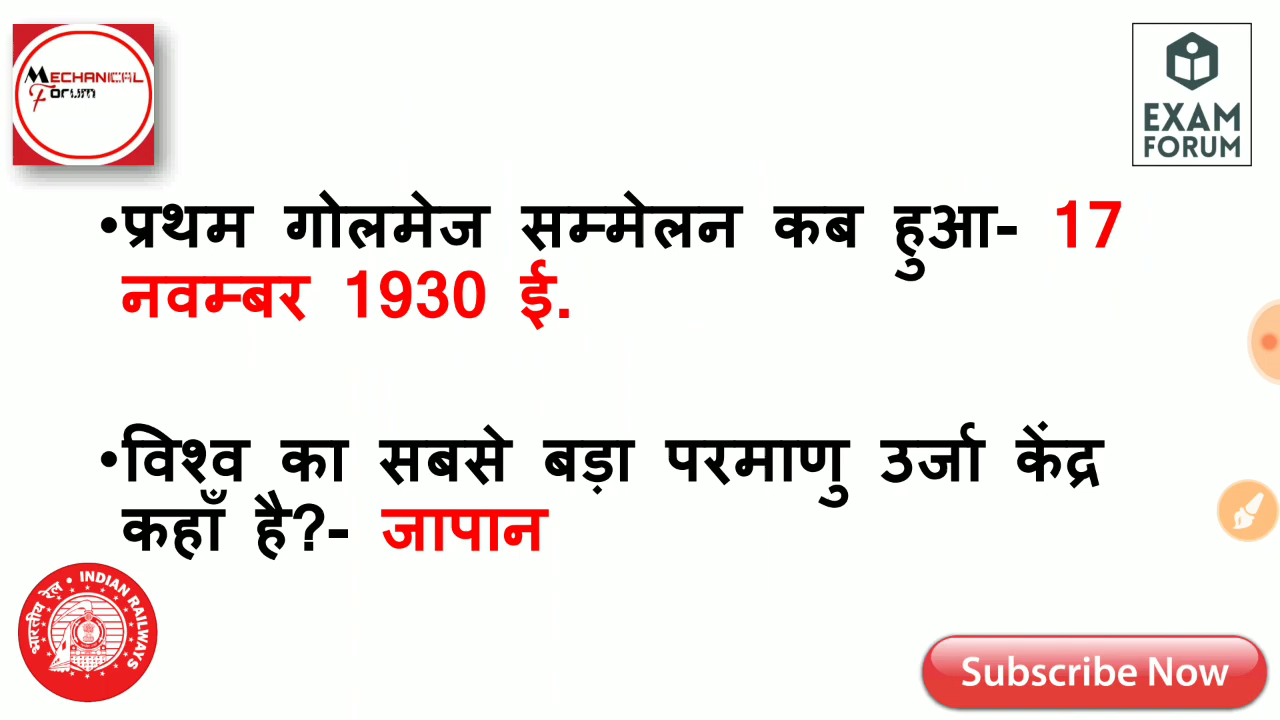 MECHANICAL
Forum
EXAM
FORUM
•प्रथम गोलमेज सम्मेलन कब हुआ- 17
नवम्बर 1930 ई.
•विश्व का सबसे बड़ा परमाणु उर्जा केंद्र
कहाँ है?- जापान
भारतीय रेल • INDIAN RAILWAYS
Subscribe Now